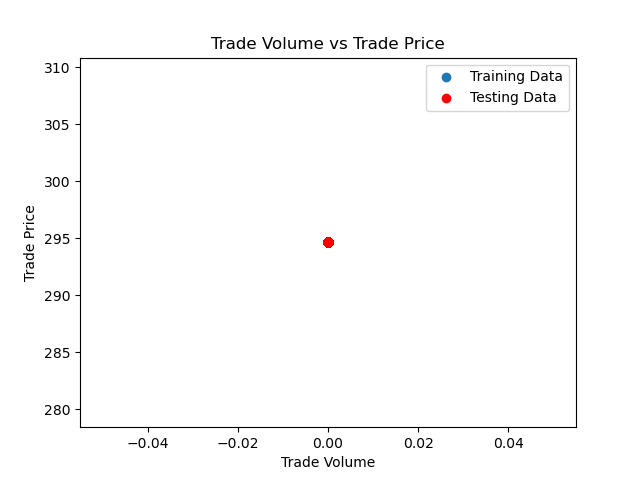 Trade Volume vs Trade Price
310
305
300
295
290
285
280
Trade Price
Training Data
Testing Data
−0.04
−0.02
0.00
0.02
0.04
Trade Volume